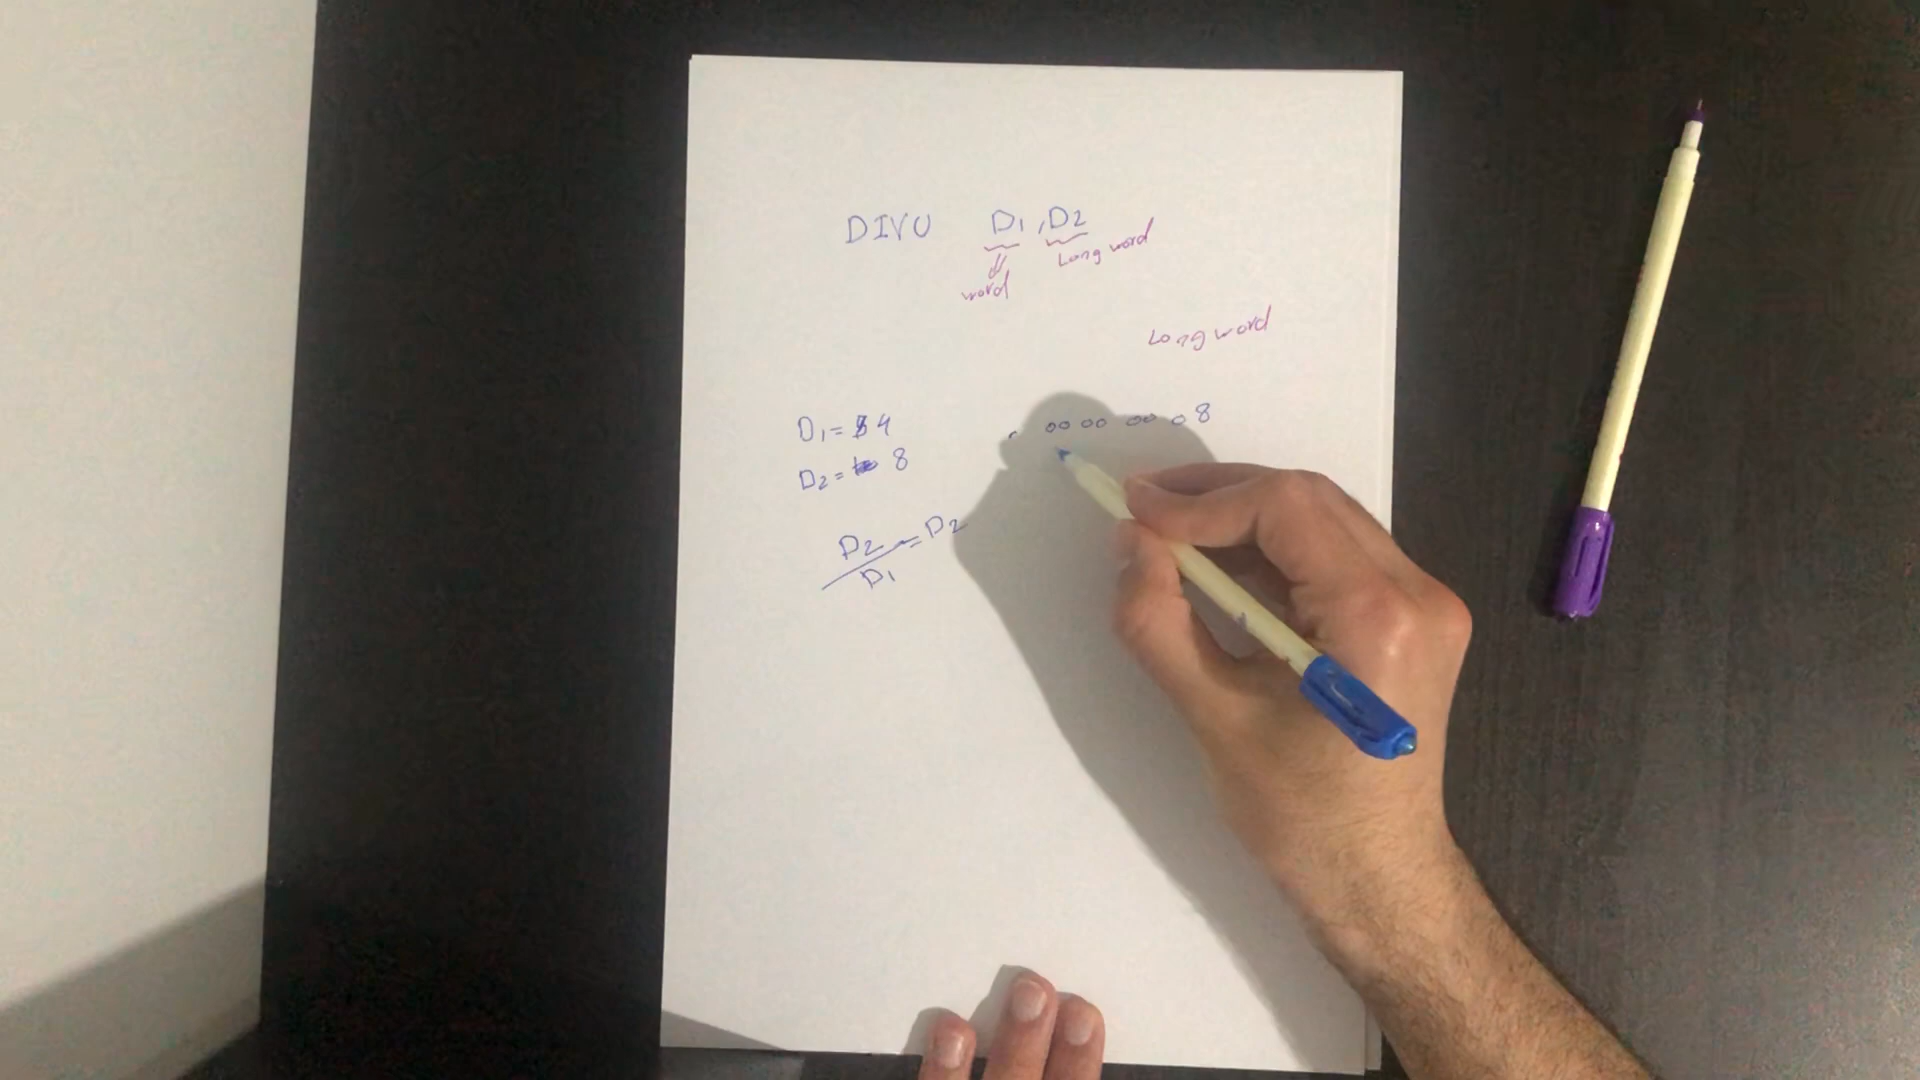 DIVU D1, D2
word Long word
Long word
D1 = 4 00 00 00 08
D2 = 8
D2 / D1 = D2